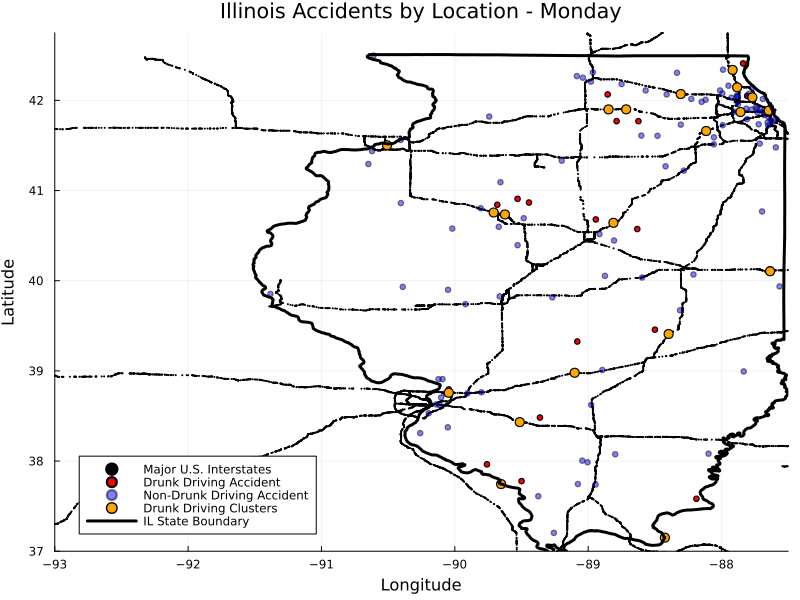 Illinois Accidents by Location - Monday
Latitude
42
41
40
39
38
37
Major U.S. Interstates
Drunk Driving Accident
Non-Drunk Driving Accident
Drunk Driving Clusters
IL State Boundary
−93 −92 −91 −90 −89 −88
Longitude